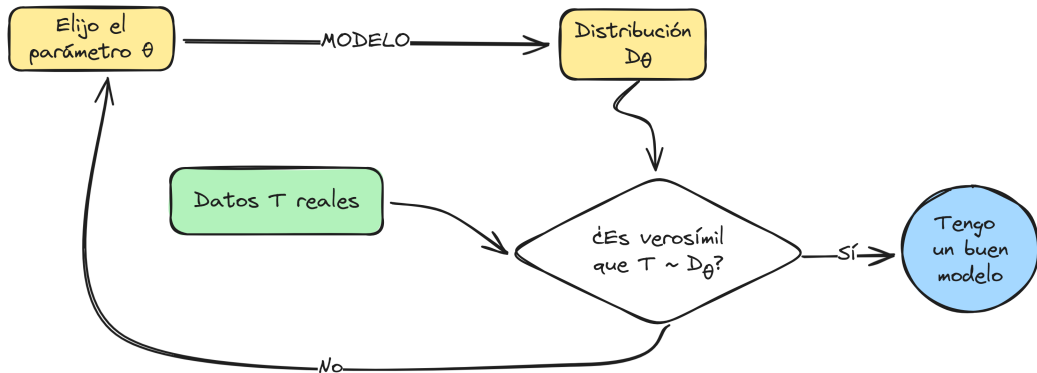 Elijo el
parámetro θ
MODELO
Distribución
Dθ
Datos T reales
¿Es verosímil
que T ~ Dθ?
Sí
Tengo
un buen
modelo
No